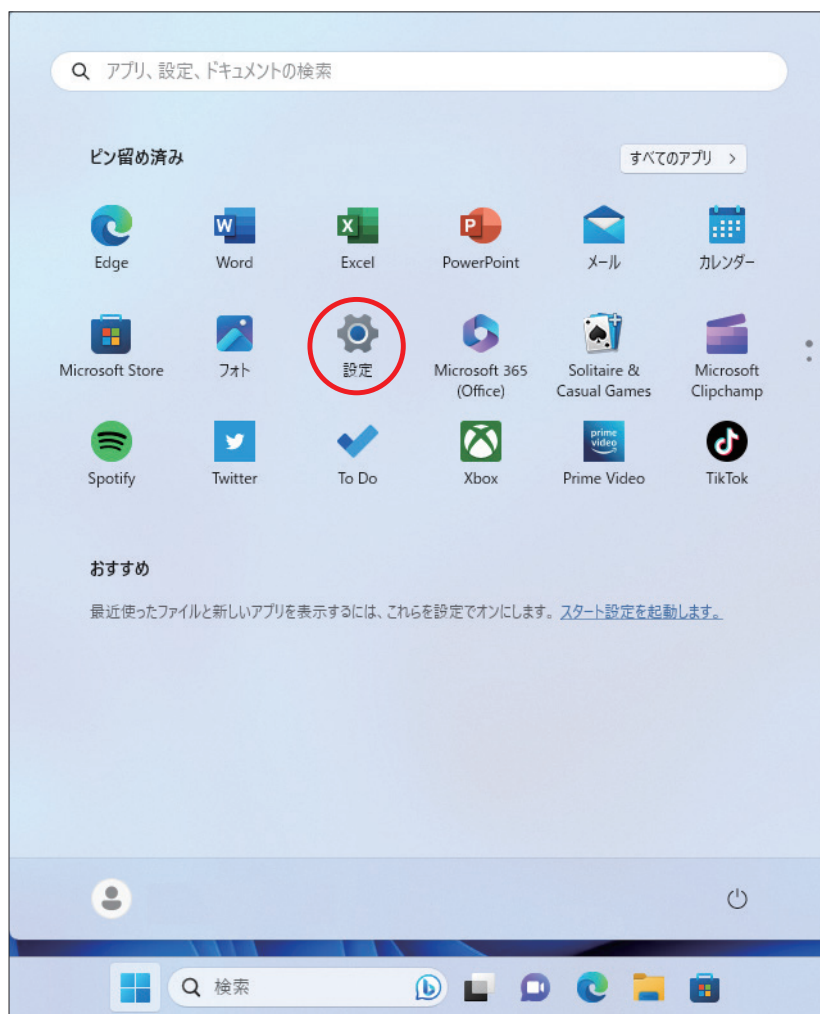 アプリ、設定、ドキュメントの検索
ピン留め済み
すべてのアプリ >
Edge
Word
Excel
PowerPoint
メール
カレンダー
Microsoft Store
フォト
設定
Microsoft 365
(Office)
Solitaire &
Casual Games
Microsoft
Clipchamp
prime
video
Spotify
Twitter
To Do
Xbox
Prime Video
TikTok
おすすめ
最近使ったファイルと新しいアプリを表示するには、これらを設定でオンにします。 スタート設定を起動します。
検索